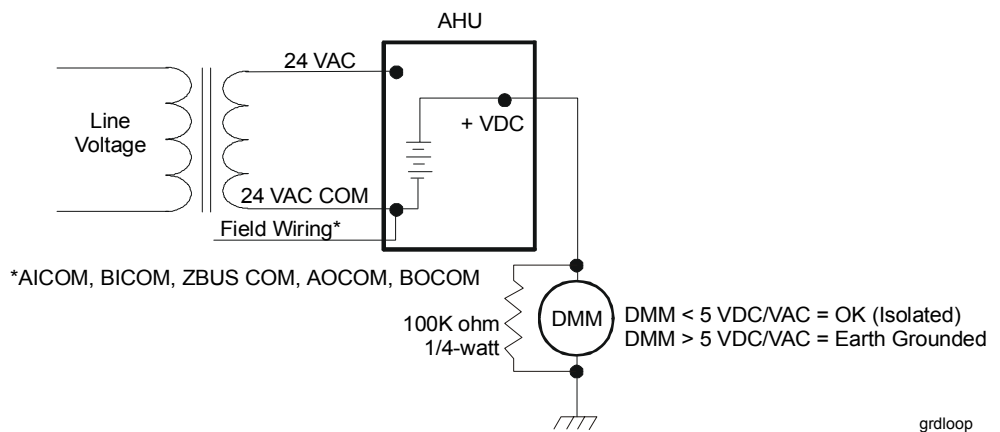 AHU
24 VAC
Line
Voltage
+ VDC
24 VAC COM
Field Wiring*
*AICOM, BICOM, ZBUS COM, AOCOM, BOCOM
100K ohm
1/4-watt
DMM
DMM < 5 VDC/VAC = OK (Isolated)
DMM > 5 VDC/VAC = Earth Grounded
grdloop